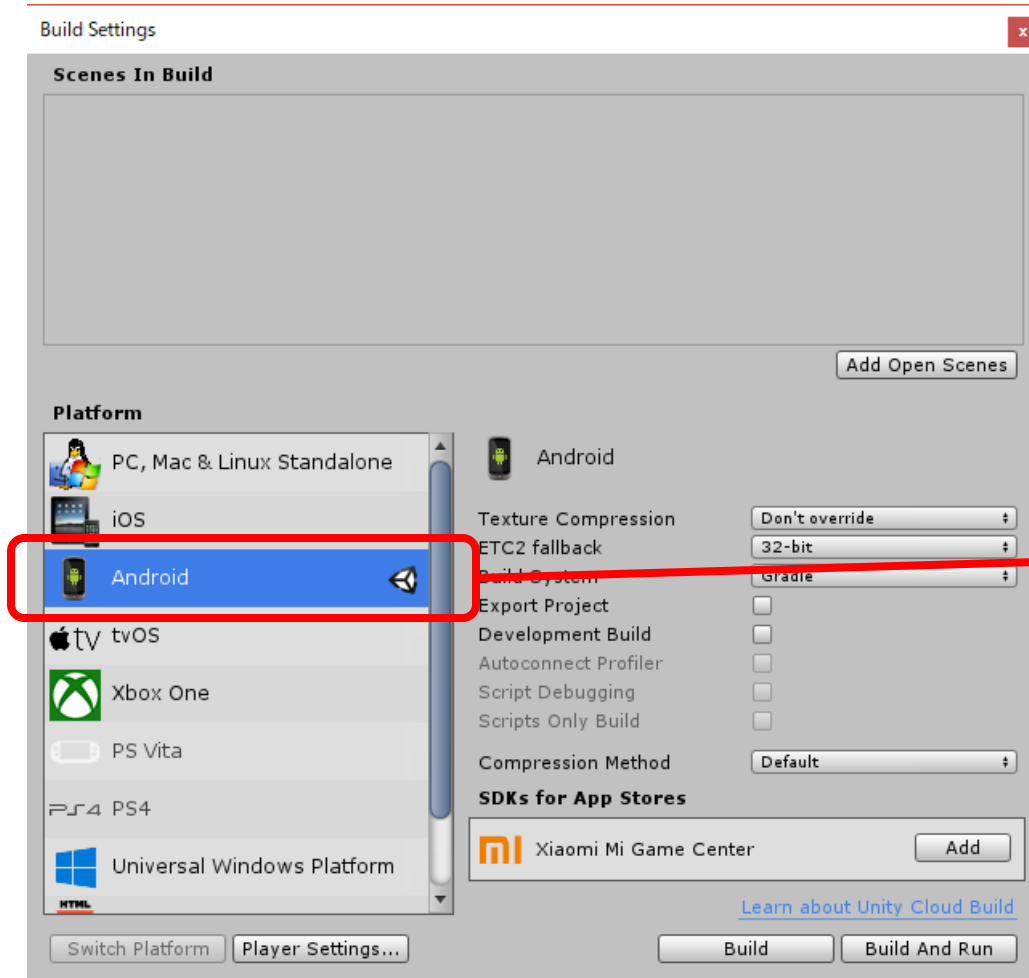 Build Settings
x
Scenes In Build
Add Open Scenes
Platform
PC, Mac & Linux Standalone
iOS
Android
tv tvOS
Xbox One
PS Vita
PS4 PS4
Universal Windows Platform
HTML
Android
Texture Compression Don't override
ETC2 fallback 32-bit
Build System Gradle
Export Project
Development Build
Autoconnect Profiler
Script Debugging
Scripts Only Build
Compression Method Default
SDKs for App Stores
Xiaomi Mi Game Center Add
Learn about Unity Cloud Build
Switch Platform Player Settings... Build Build And Run